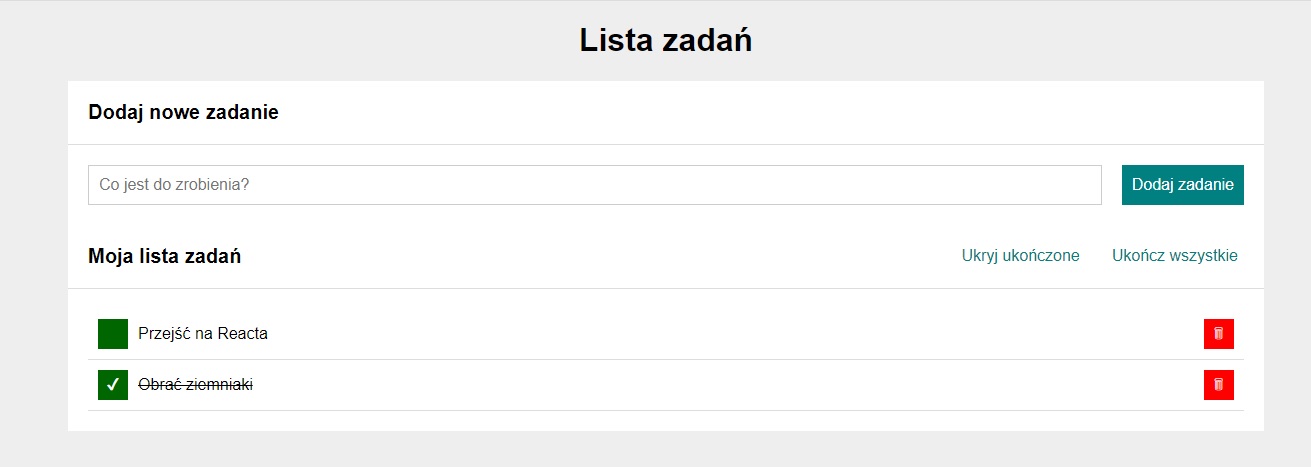 Lista zadań
Dodaj nowe zadanie
Co jest do zrobienia?
Dodaj zadanie
Moja lista zadań
Ukryj ukończone
Ukończ wszystkie
Przejść na Reacta
Obrać ziemniaki